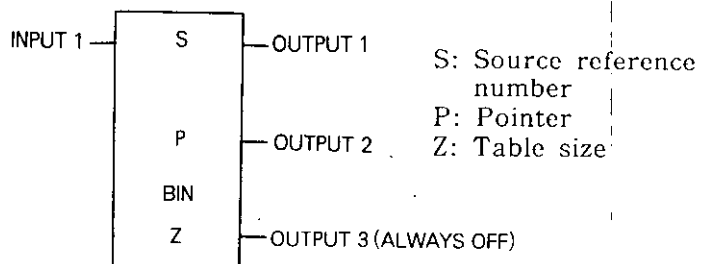 INPUT 1
S
OUTPUT 1
P
OUTPUT 2
BIN
Z
OUTPUT 3 (ALWAYS OFF)
S: Source reference
number
P: Pointer
Z: Table size